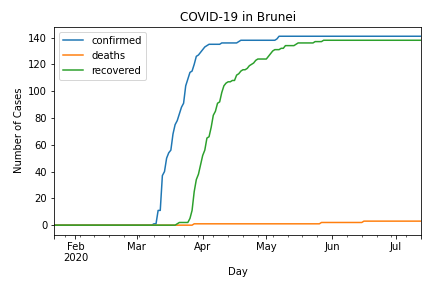 COVID-19 in Brunei
confirmed
deaths
recovered
Number of Cases
140
120
100
80
60
40
20
0
Feb
2020
Mar
Apr
May
Jun
Jul
Day